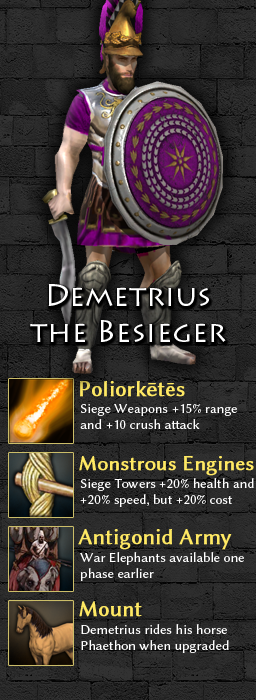 Demetrius
the Besieger
Poliorkētēs
Siege Weapons +15% range
and +10 crush attack
Monstrous Engines
Siege Towers +20% health and
+20% speed, but +20% cost
Antigonid Army
War Elephants available one
phase earlier
Mount
Demetrius rides his horse
Phaethon when upgraded